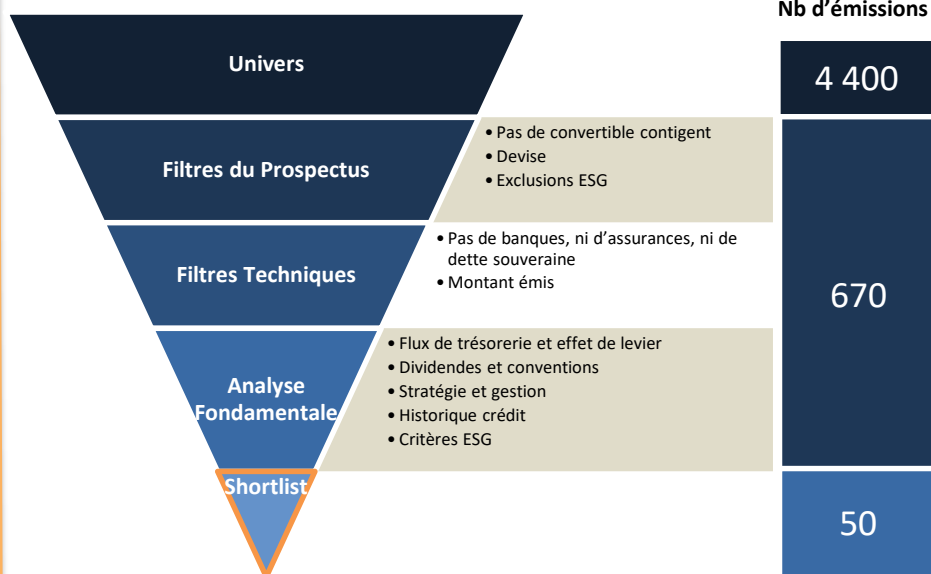 Nb d'émissions
Univers
4 400
Filtres du Prospectus
• Pas de convertible contigent
• Devise
• Exclusions ESG
Filtres Techniques
• Pas de banques, ni d'assurances, ni de
dette souveraine
• Montant émis
670
Analyse
Fondamentale
• Flux de trésorerie et effet de levier
• Dividendes et conventions
• Stratégie et gestion
• Historique crédit
• Critères ESG
Shortlist
50